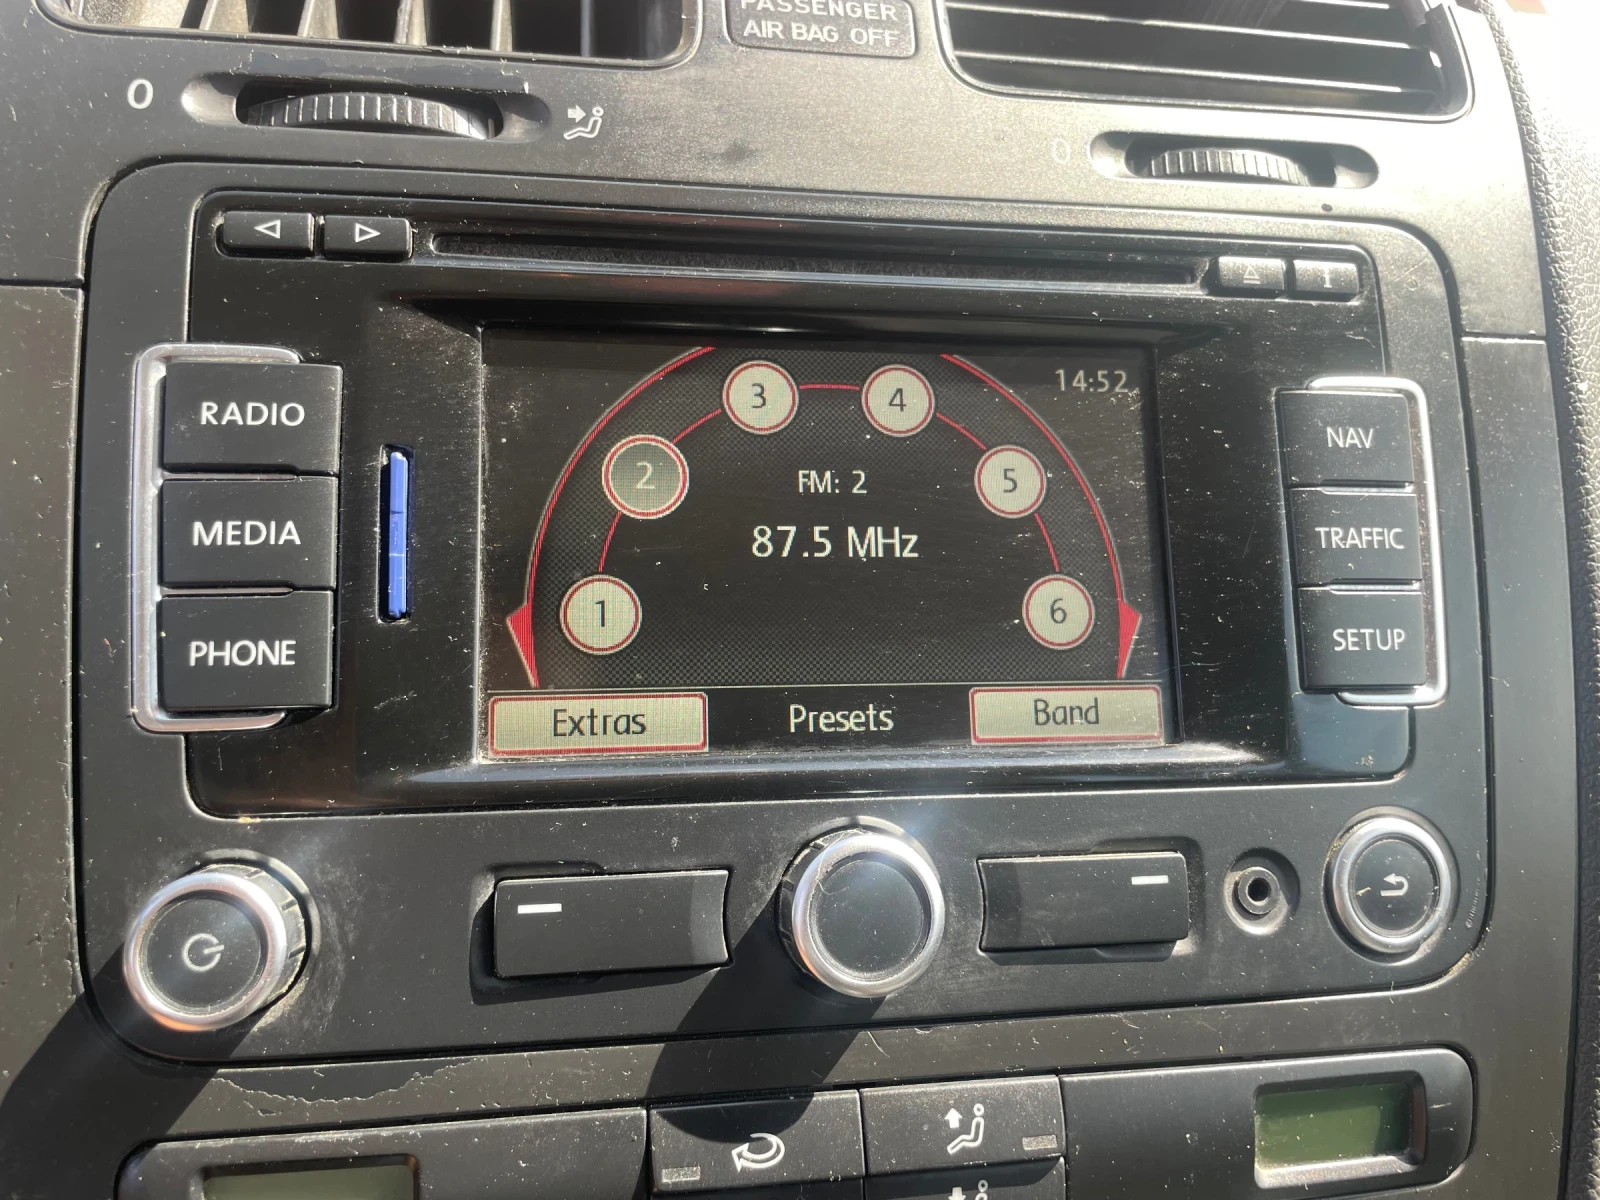 PASSENGER
AIR BAG OFF
0
0
RADIO
MEDIA
PHONE
3
4
14:52
2
5
FM: 2
87.5 MHz
1
6
Extras
Presets
Band
NAV
TRAFFIC
SETUP